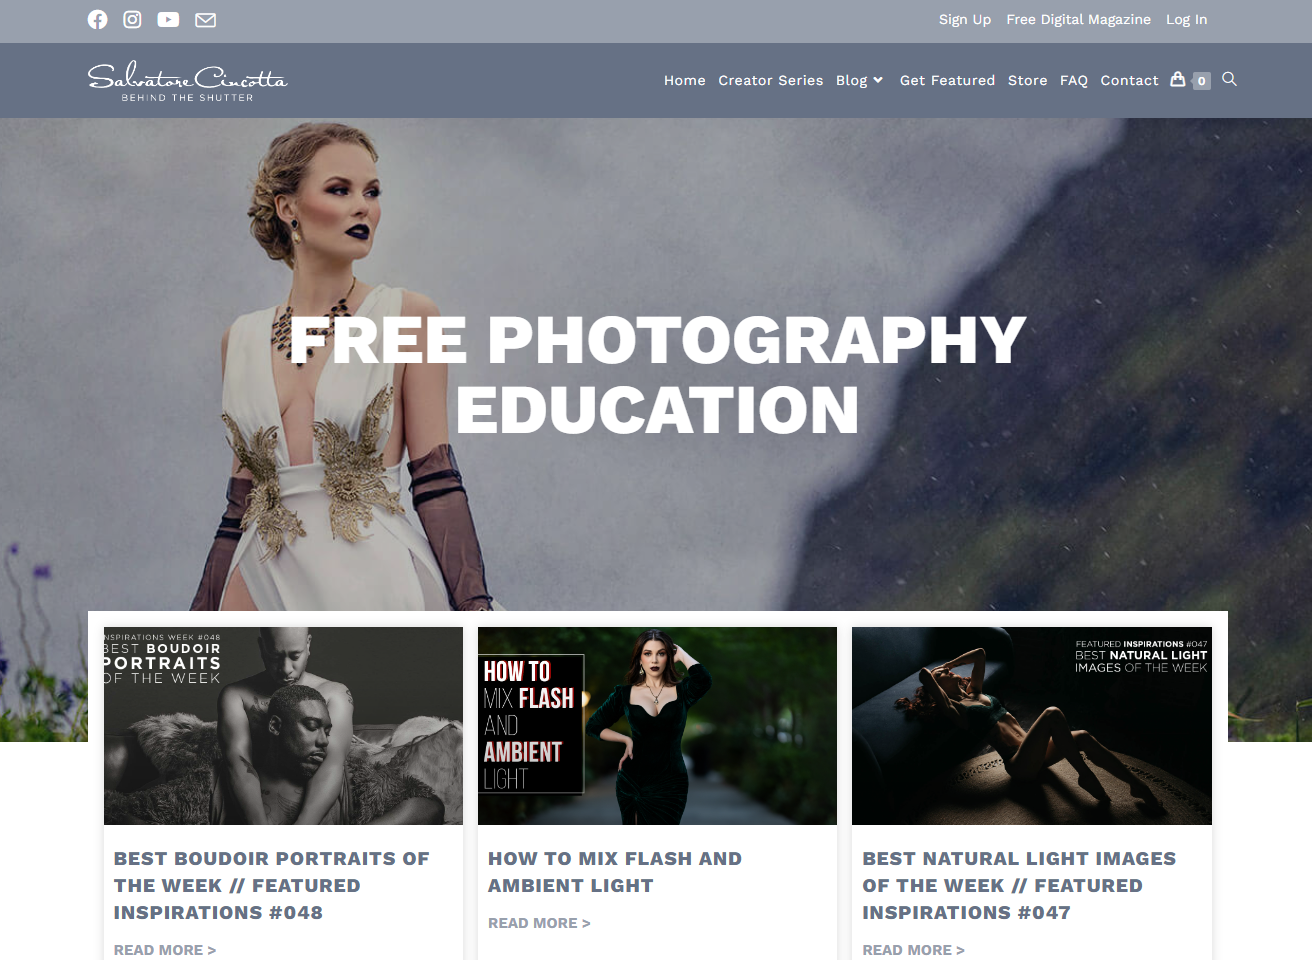 Sign Up Free Digital Magazine Log In
Salvatore Cincotta
BEHIND THE SHUTTER
Home Creator Series Blog Get Featured Store FAQ Contact 0
FREE PHOTOGRAPHY
EDUCATION
NSPIRATIONS WEEK #048
BEST BOUDOIR
PORTRAITS
OF THE WEEK
HOW TO
MIX FLASH
AND
AMBIENT
LIGHT
FEATURED INSPIRATIONS #047
BEST NATURAL LIGHT
IMAGES OF THE WEEK
BEST BOUDOIR PORTRAITS OF
THE WEEK // FEATURED
INSPIRATIONS #048
READ MORE >
HOW TO MIX FLASH AND
AMBIENT LIGHT
READ MORE >
BEST NATURAL LIGHT IMAGES
OF THE WEEK // FEATURED
INSPIRATIONS #047
READ MORE >